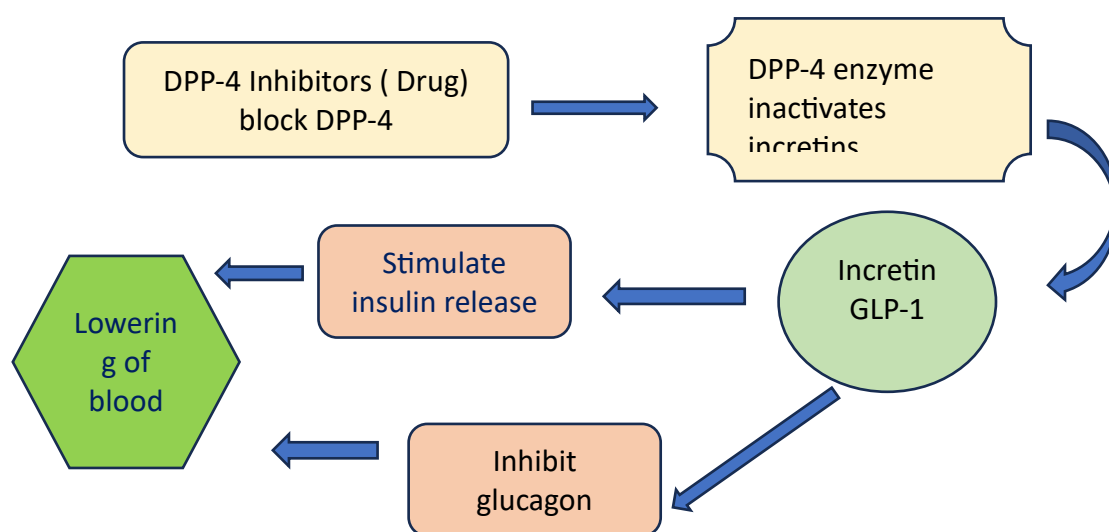 DPP-4 Inhibitors ( Drug)
block DPP-4
DPP-4 enzyme
inactivates
incretins
Incretin
GLP-1
Stimulate
insulin release
Inhibit
glucagon
Lowerin
g of
blood